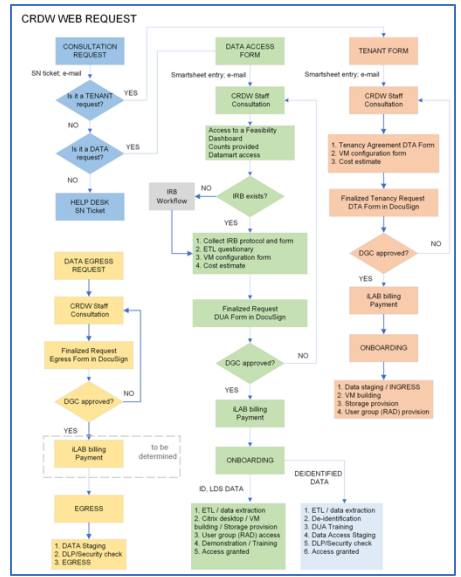 CRDW WEB REQUEST
CONSULTATION
REQUEST
SN ticket; e-mail
Is it a TENANT
request?
YES
NO
Is it a DATA
request?
YES
NO
HELP DESK
SN Ticket
DATA EGRESS
REQUEST
CRDW Staff
Consultation
Finalized Request
Egress Form in DocuSign
DGC approved?
NO
YES
iLAB billing
Payment
to be
determined
EGRESS
1. DATA Staging
2. DLP/Security check
3. EGRESS
DATA ACCESS
FORM
Smartsheet entry; e-mail
CRDW Staff
Consultation
Access to a Feasibility
Dashboard
Counts provided
Datamart access
IRB
Workflow
NO
IRB exists?
YES
1. Collect IRB protocol and form
2. ETL questionary
3. VM configuration form
4. Cost estimate
Finalized Request
DUA Form in DocuSign
DGC approved?
NO
YES
iLAB billing
Payment
ONBOARDING
ID, LDS DATA
DEIDENTIFIED
DATA
1. ETL / data extraction
2. Citrix desktop / VM
building / Storage provision
3. User group (RAD) access
4. Demonstration / Training
5. Access granted
1. ETL / data extraction
2. De-identification
3. DUA Training
4. Data Access Staging
5. DLP/Security check
6. Access granted
TENANT FORM
Smartsheet entry; e-mail
CRDW Staff
Consultation
1. Tenancy Agreement DTA Form
2. VM configuration form
3. Cost estimate
Finalized Tenancy Request
DTA Form in DocuSign
DGC approved?
NO
YES
iLAB billing
Payment
ONBOARDING
1. Data staging / INGRESS
2. VM building
3. Storage provision
4. User group (RAD) provision